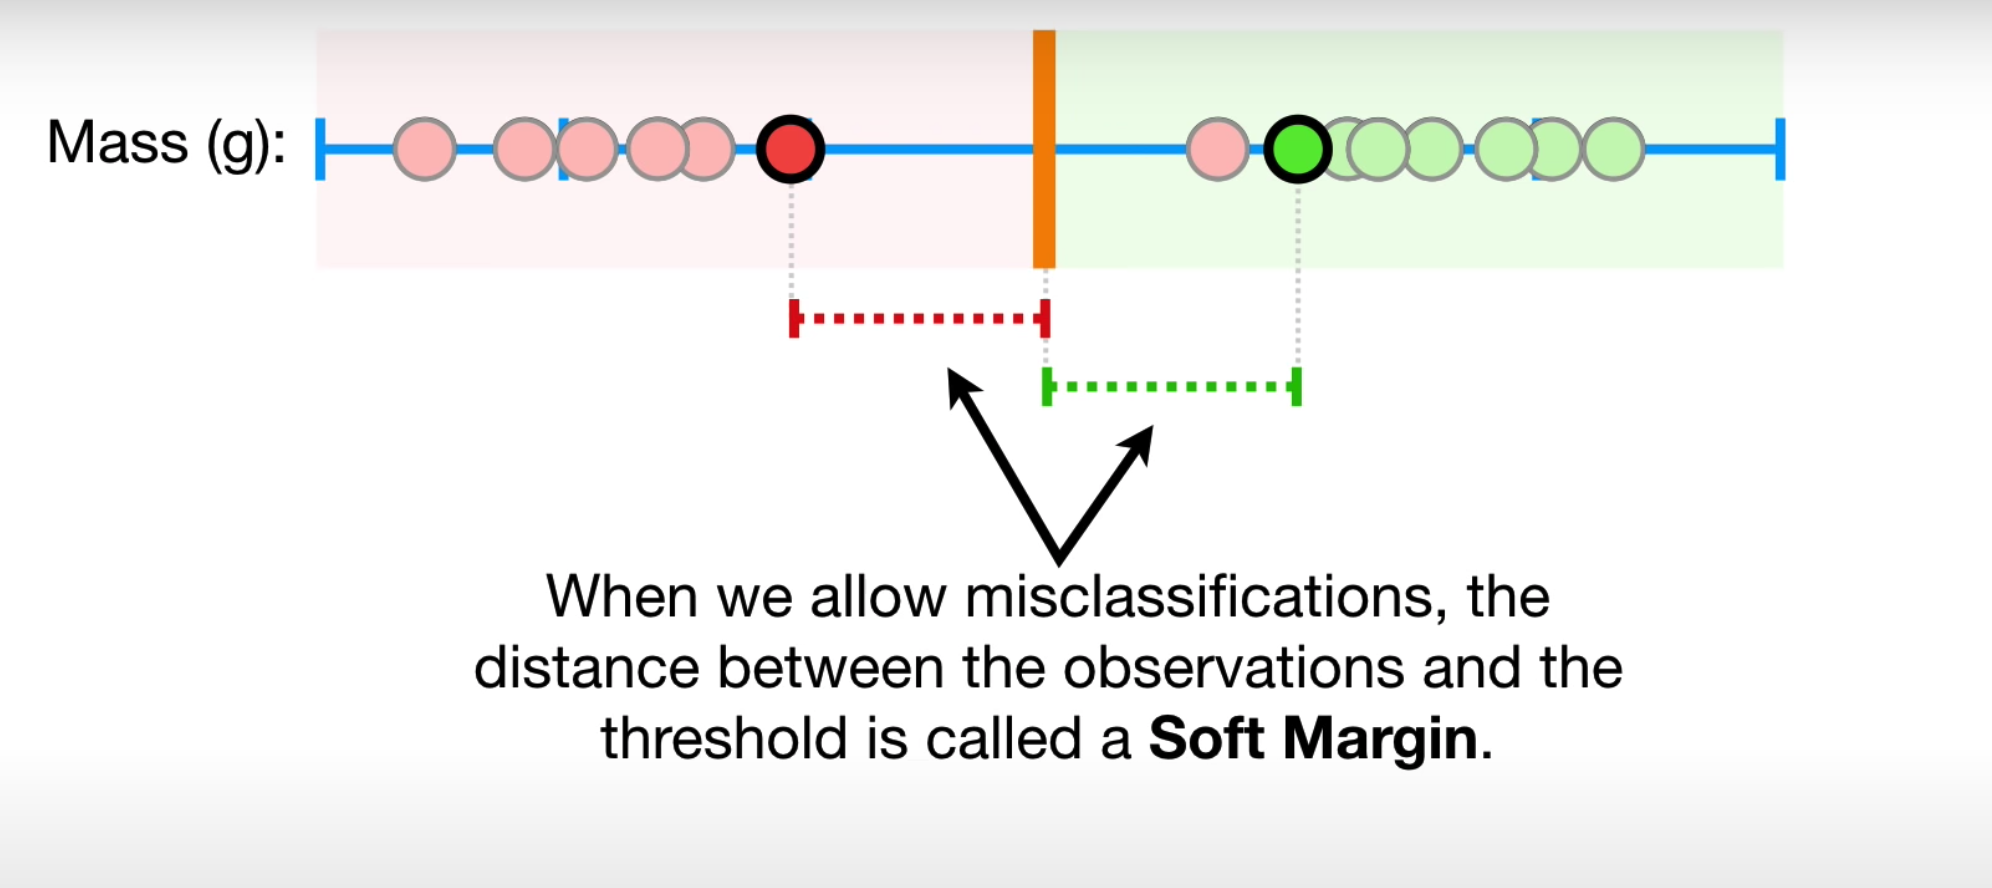 Mass (g):
When we allow misclassifications, the
distance between the observations and the
threshold is called a Soft Margin.